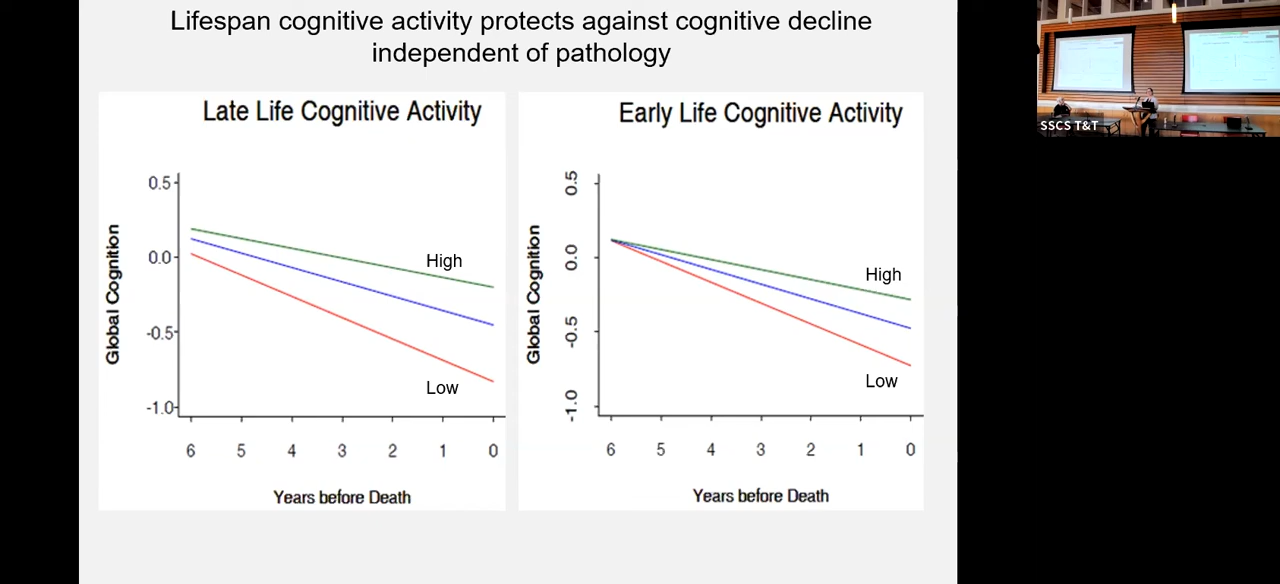 Lifespan cognitive activity protects against cognitive decline
independent of pathology
Late Life Cognitive Activity
Global Cognition
0.5
0.0
-0.5
-1.0
High
Low
6 5 4 3 2 1 0
Years before Death
Early Life Cognitive Activity
Global Cognition
0.5
0.0
-0.5
-1.0
High
Low
6 5 4 3 2 1 0
Years before Death
SSCS T&T